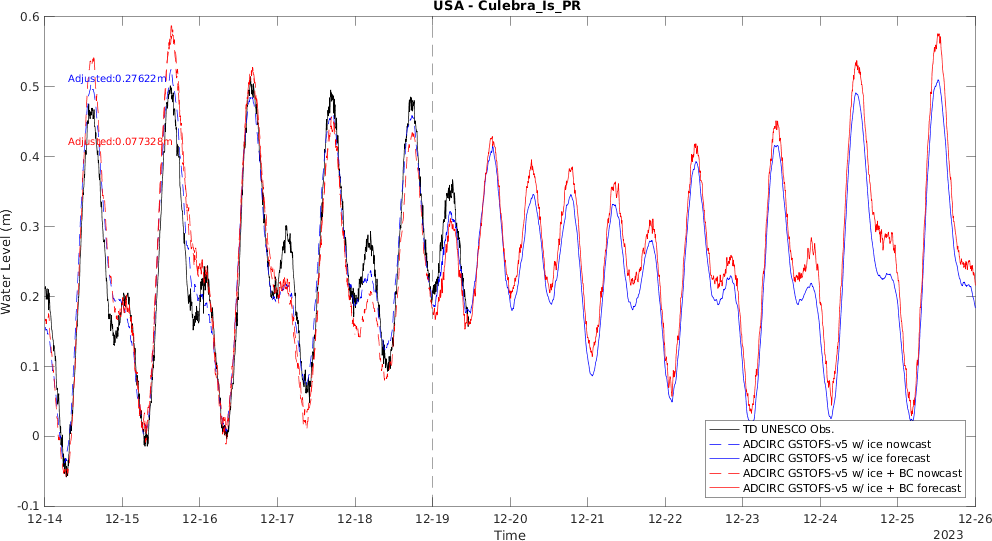 USA - Culebra_Is_PR
0.6
0.5
0.4
0.3
0.2
0.1
0
-0.1
Water Level (m)
Adjusted:0.27622m
Adjusted:0.077328m
TD UNESCO Obs.
ADCIRC GSTOFS-v5 w/ ice nowcast
ADCIRC GSTOFS-v5 w/ ice forecast
ADCIRC GSTOFS-v5 w/ ice + BC nowcast
ADCIRC GSTOFS-v5 w/ ice + BC forecast
12-14 12-15 12-16 12-17 12-18 12-19 12-20 12-21 12-22 12-23 12-24 12-25 12-26
Time
2023